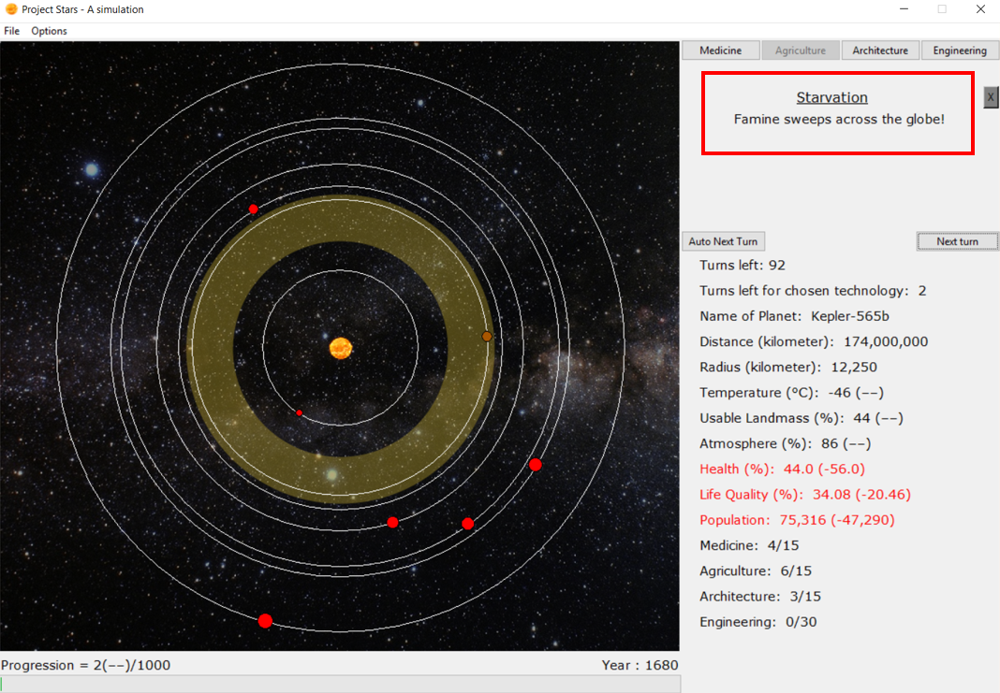 Project Stars - A simulation
File Options
Medicine Agriculture Architecture Engineering
Starvation
X
Famine sweeps across the globe!
Auto Next Turn Next turn
Turns left: 92
Turns left for chosen technology: 2
Name of Planet: Kepler-565b
Distance (kilometer): 174,000,000
Radius (kilometer): 12,250
Temperature (°C): -46 (--)
Usable Landmass (%): 44 (--)
Atmosphere (%): 86 (--)
Health (%): 44.0 (-56.0)
Life Quality (%): 34.08 (-20.46)
Population: 75,316 (-47,290)
Medicine: 4/15
Agriculture: 6/15
Architecture: 3/15
Engineering: 0/30
Progression = 2(--)/1000 Year : 1680